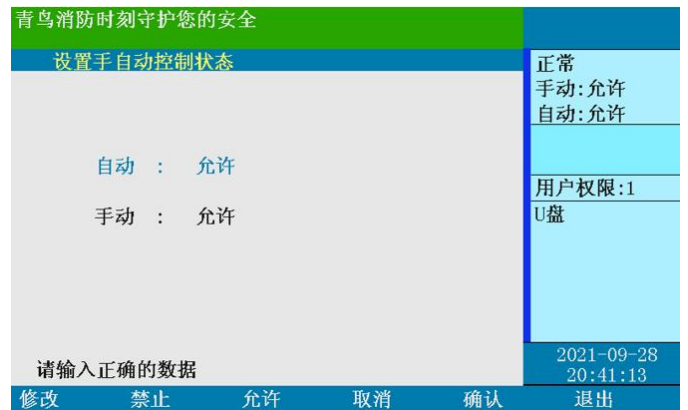 青鸟消防时刻守护您的安全
设置手自动控制状态
自动 : 允许
手动 : 允许
请输入正确的数据
正常
手动:允许
自动:允许
用户权限:1
U盘
2021-09-28
20:41:13
修改 禁止 允许 取消 确认 退出